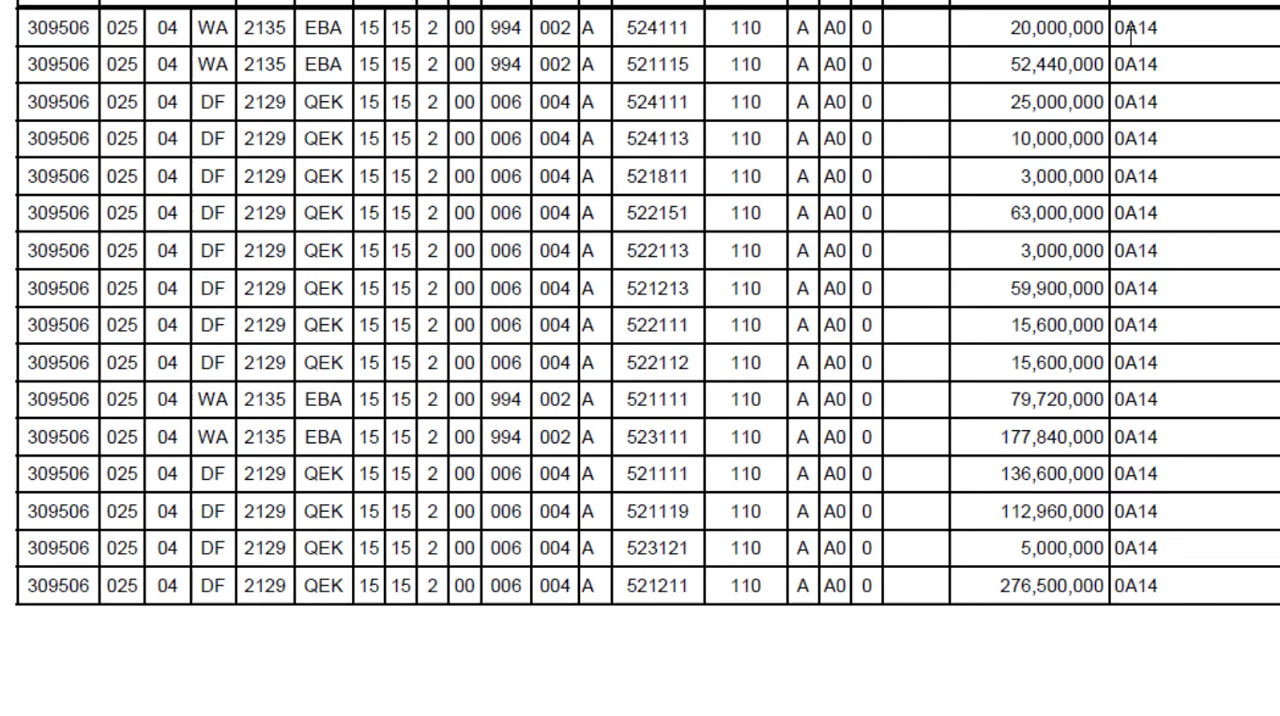 309506 025 04 WA 2135 EBA 15 15 2 00 994 002 A 524111 110 A A0 0 20,000,000 0A14
309506 025 04 WA 2135 EBA 15 15 2 00 994 002 A 521115 110 A A0 0 52,440,000 0A14
309506 025 04 DF 2129 QEK 15 15 2 00 006 004 A 524111 110 A A0 0 25,000,000 0A14
309506 025 04 DF 2129 QEK 15 15 2 00 006 004 A 524113 110 A A0 0 10,000,000 0A14
309506 025 04 DF 2129 QEK 15 15 2 00 006 004 A 521811 110 A A0 0 3,000,000 0A14
309506 025 04 DF 2129 QEK 15 15 2 00 006 004 A 522151 110 A A0 0 63,000,000 0A14
309506 025 04 DF 2129 QEK 15 15 2 00 006 004 A 522113 110 A A0 0 3,000,000 0A14
309506 025 04 DF 2129 QEK 15 15 2 00 006 004 A 521213 110 A A0 0 59,900,000 0A14
309506 025 04 DF 2129 QEK 15 15 2 00 006 004 A 522111 110 A A0 0 15,600,000 0A14
309506 025 04 DF 2129 QEK 15 15 2 00 006 004 A 522112 110 A A0 0 15,600,000 0A14
309506 025 04 WA 2135 EBA 15 15 2 00 994 002 A 521111 110 A A0 0 79,720,000 0A14
309506 025 04 WA 2135 EBA 15 15 2 00 994 002 A 523111 110 A A0 0 177,840,000 0A14
309506 025 04 DF 2129 QEK 15 15 2 00 006 004 A 521111 110 A A0 0 136,600,000 0A14
309506 025 04 DF 2129 QEK 15 15 2 00 006 004 A 521119 110 A A0 0 112,960,000 0A14
309506 025 04 DF 2129 QEK 15 15 2 00 006 004 A 523121 110 A A0 0 5,000,000 0A14
309506 025 04 DF 2129 QEK 15 15 2 00 006 004 A 521211 110 A A0 0 276,500,000 0A14